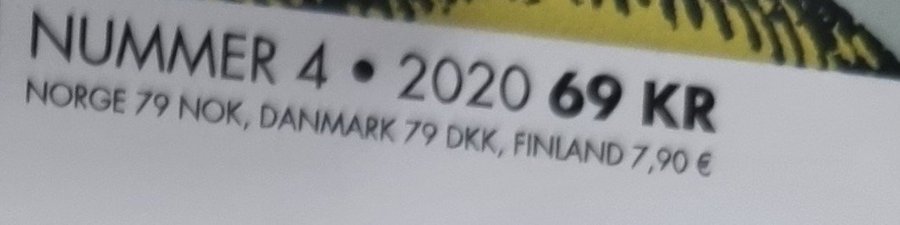 NUMMER 4 • 2020 69 KR
NORGE 79 NOK, DANMARK 79 DKK, FINLAND 7,90 €